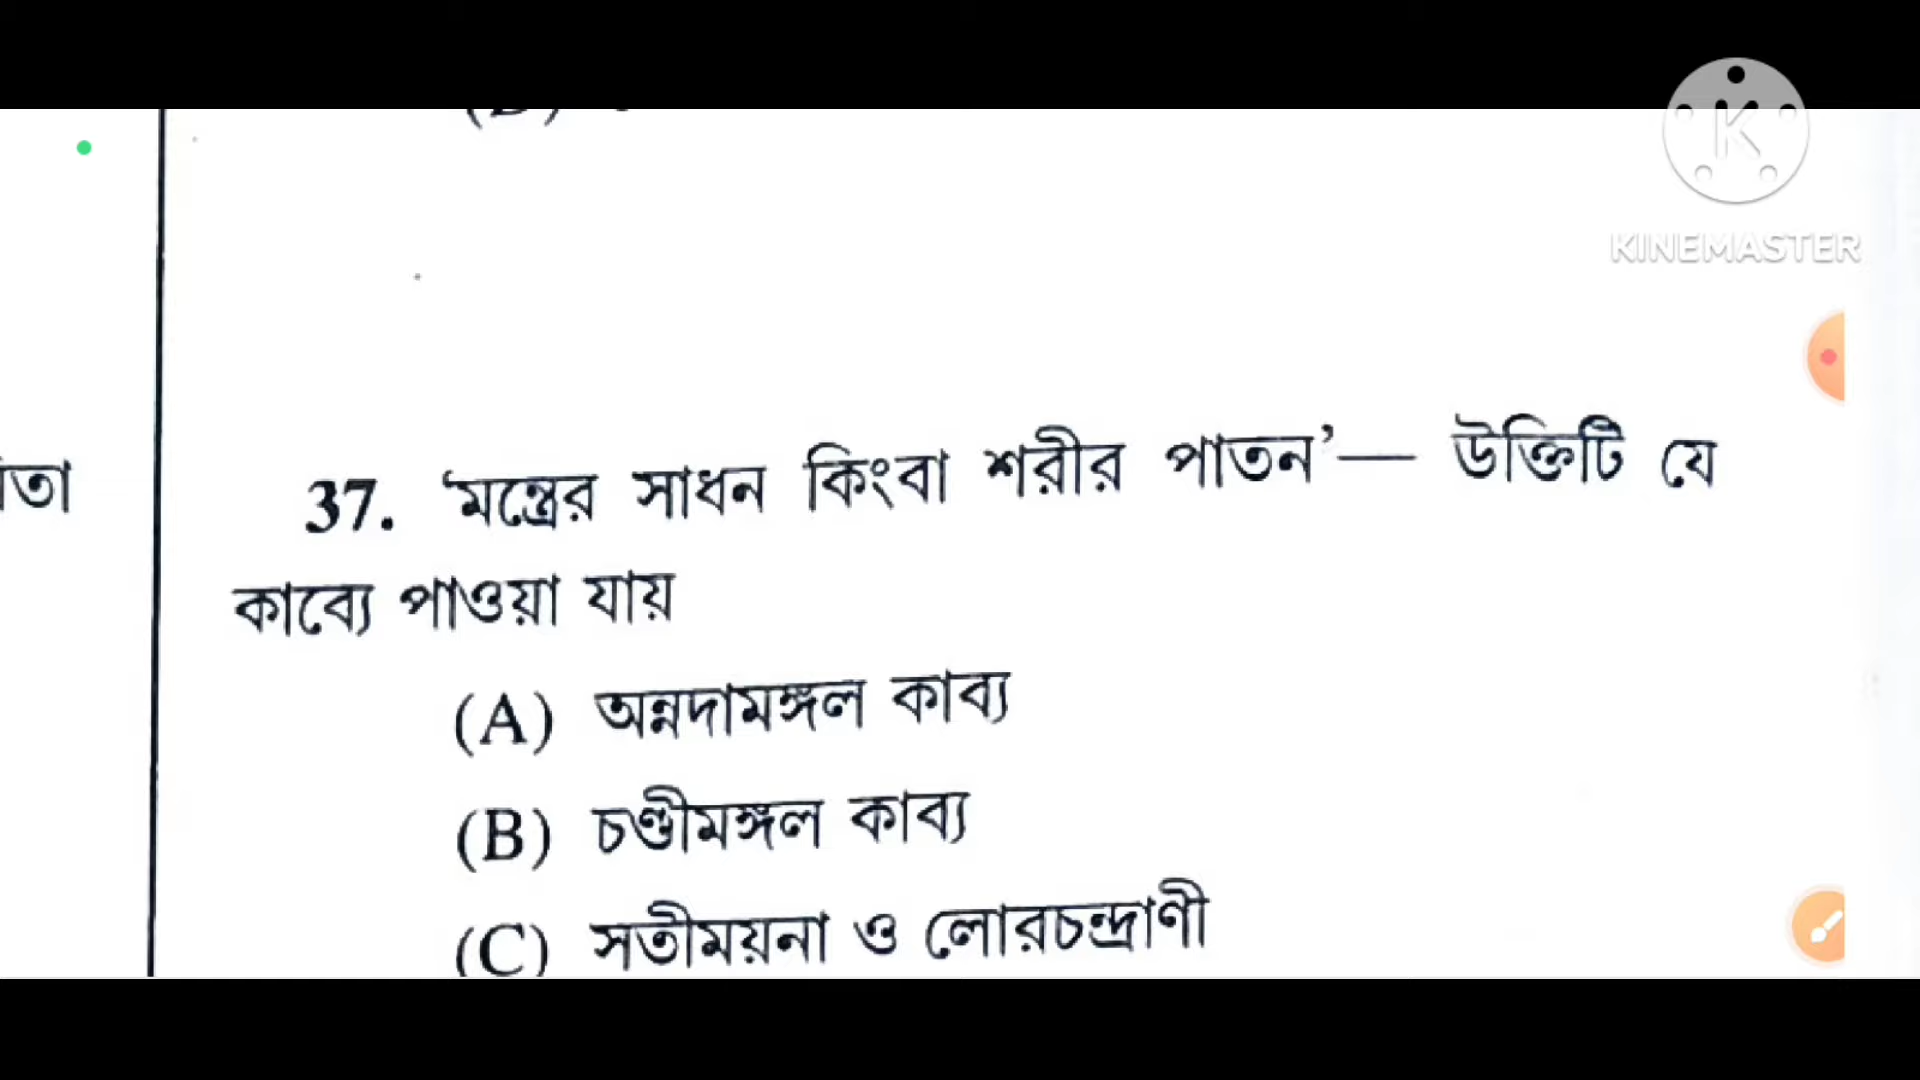 KINEMASTER
তা
37. ‘মন্ত্রের সাধন কিংবা শরীর পাতন’— উক্তিটি যে
কাব্যে পাওয়া যায়
(A) অন্নদামঙ্গল কাব্য
(B) চণ্ডীমঙ্গল কাব্য
(C) সতীময়না ও লোরচন্দ্রাণী